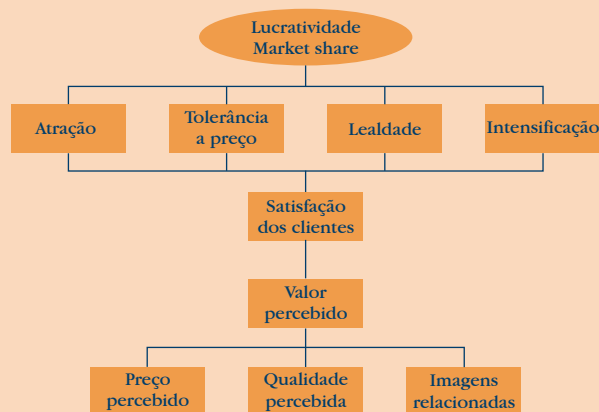 Lucratividade
Market share
Atração
Tolerância
a preço
Lealdade
Intensificação
Satisfação
dos clientes
Valor
percebido
Preço
percebido
Qualidade
percebida
Imagens
relacionadas